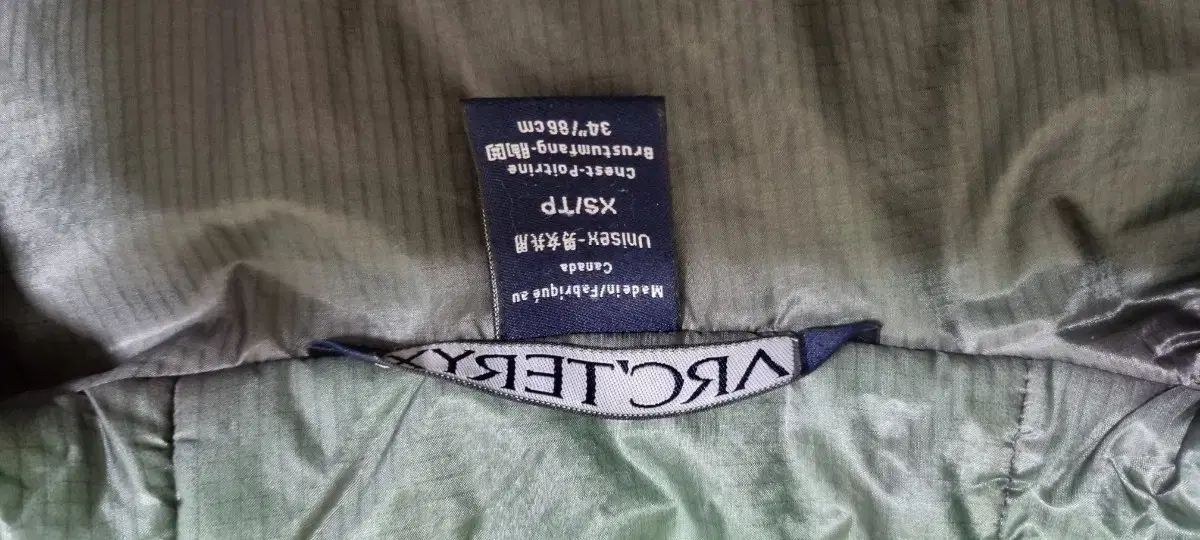 ARC'TERYX
Made in/Fabriqué au
Canada
Unisex-男女共用
XS/TP
Chest-Poitrine
Brustumfang-胸囲
34"/86cm